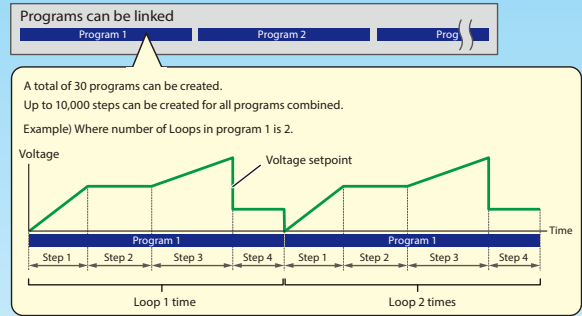 Programs can be linked
Program 1 Program 2 Prog
A total of 30 programs can be created.
Up to 10,000 steps can be created for all programs combined.
Example) Where number of Loops in program 1 is 2.
Voltage
Voltage setpoint
Time
Program 1 Program 1
Step 1 Step 2 Step 3 Step 4 Step 1 Step 2 Step 3 Step 4
Loop 1 time Loop 2 times